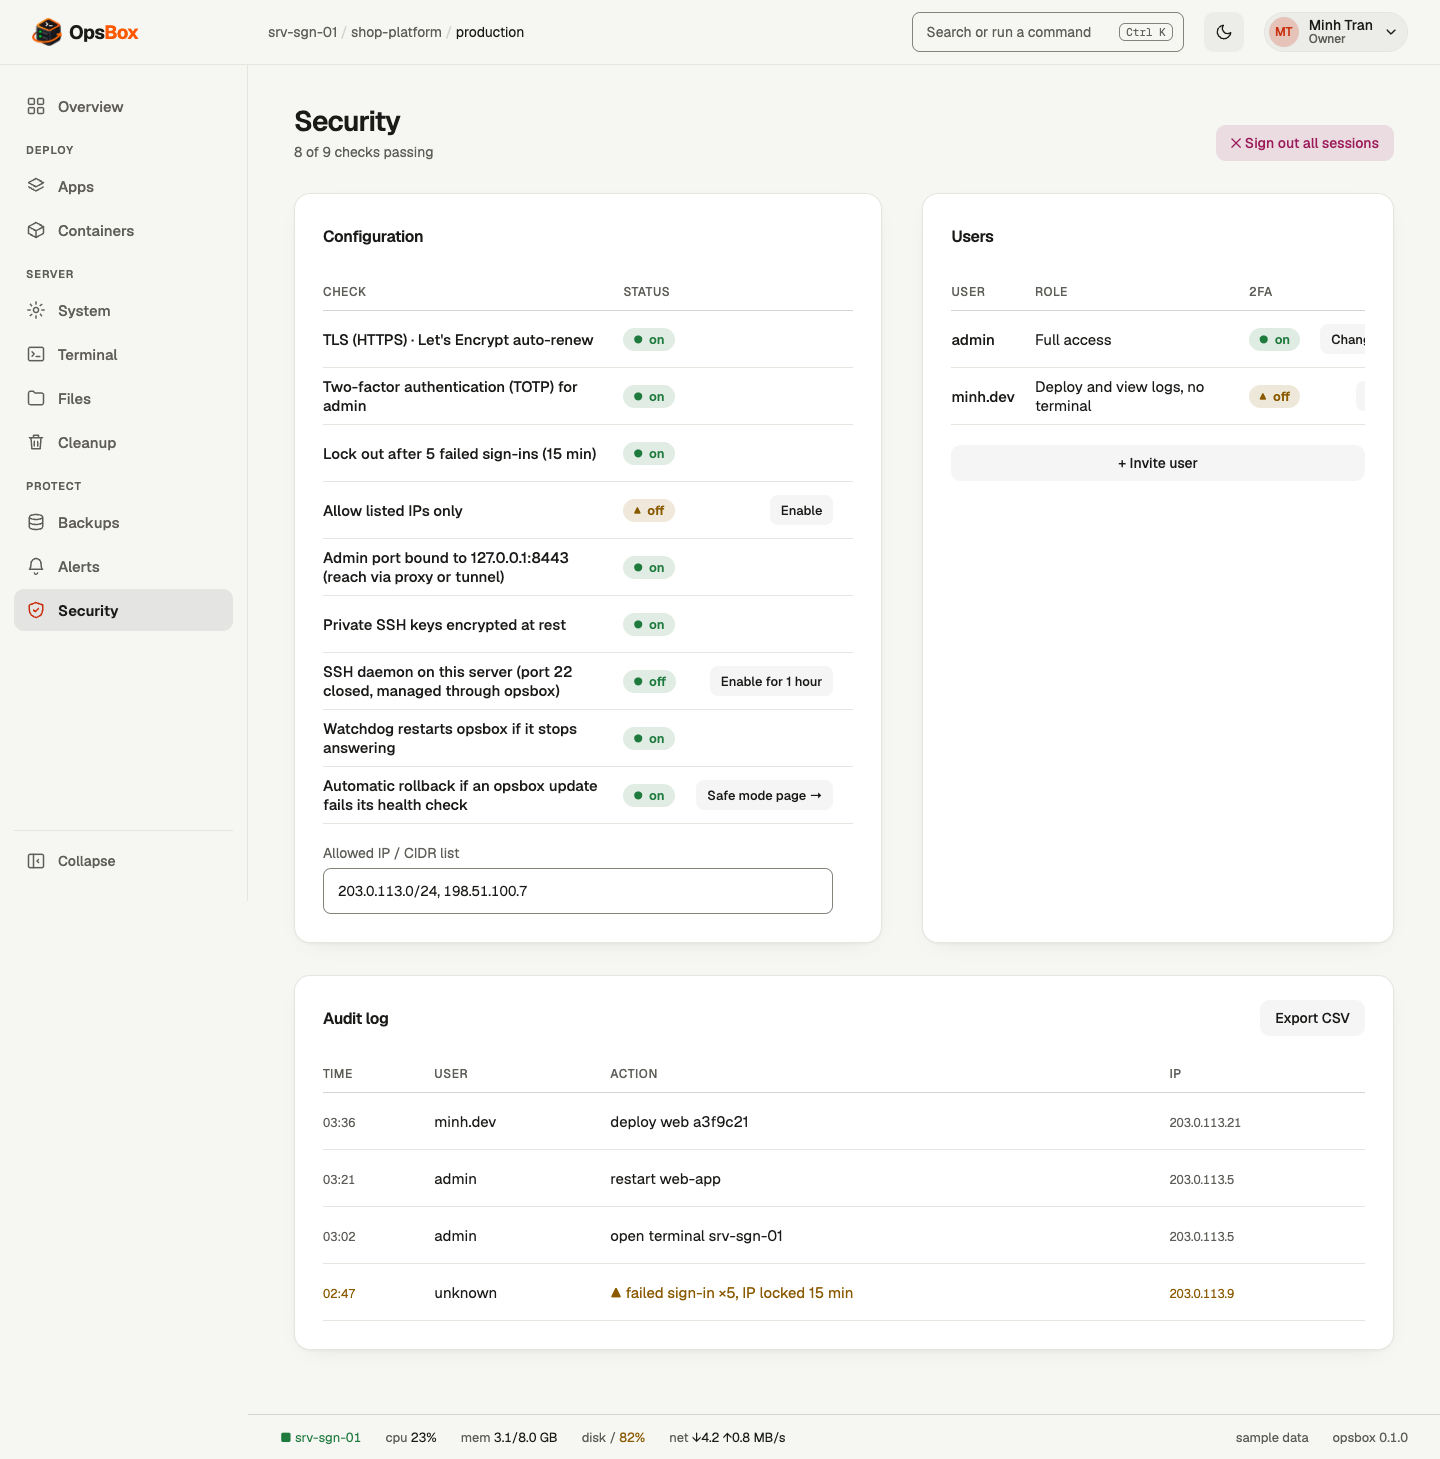 OpsBox
srv-sgn-01 / shop-platform / production
Search or run a command
Ctrl K
MT
Minh Tran
Owner
Overview
DEPLOY
Apps
Containers
SERVER
System
Terminal
Files
Cleanup
PROTECT
Backups
Alerts
Security
Collapse
Security
8 of 9 checks passing
Sign out all sessions
Configuration
CHECK STATUS
TLS (HTTPS) · Let's Encrypt auto-renew on
Two-factor authentication (TOTP) for
admin
on
Lock out after 5 failed sign-ins (15 min) on
Allow listed IPs only off Enable
Admin port bound to 127.0.0.1:8443
(reach via proxy or tunnel)
on
Private SSH keys encrypted at rest on
SSH daemon on this server (port 22
closed, managed through opsbox)
off Enable for 1 hour
Watchdog restarts opsbox if it stops
answering
on
Automatic rollback if an opsbox update
fails its health check
on Safe mode page →
Allowed IP / CIDR list
203.0.113.0/24, 198.51.100.7
Users
USER ROLE 2FA
admin Full access on
minh.dev Deploy and view logs, no
terminal
off
+ Invite user
Audit log
Export CSV
TIME USER ACTION IP
03:36 minh.dev deploy web a3f9c21 203.0.113.21
03:21 admin restart web-app 203.0.113.5
03:02 admin open terminal srv-sgn-01 203.0.113.5
02:47 unknown ▲ failed sign-in ×5, IP locked 15 min 203.0.113.9
srv-sgn-01 cpu 23% mem 3.1/8.0 GB disk / 82% net ↓4.2 ↑0.8 MB/s sample data opsbox 0.1.0